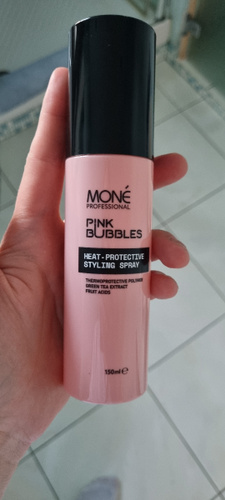 MONÉ
PROFESSIONAL
PINK
BUBBLES
HEAT-PROTECTIVE
STYLING SPRAY
THERMOPROTECTIVE POLYMER
GREEN TEA EXTRACT
FRUIT ACIDS
150ml℮